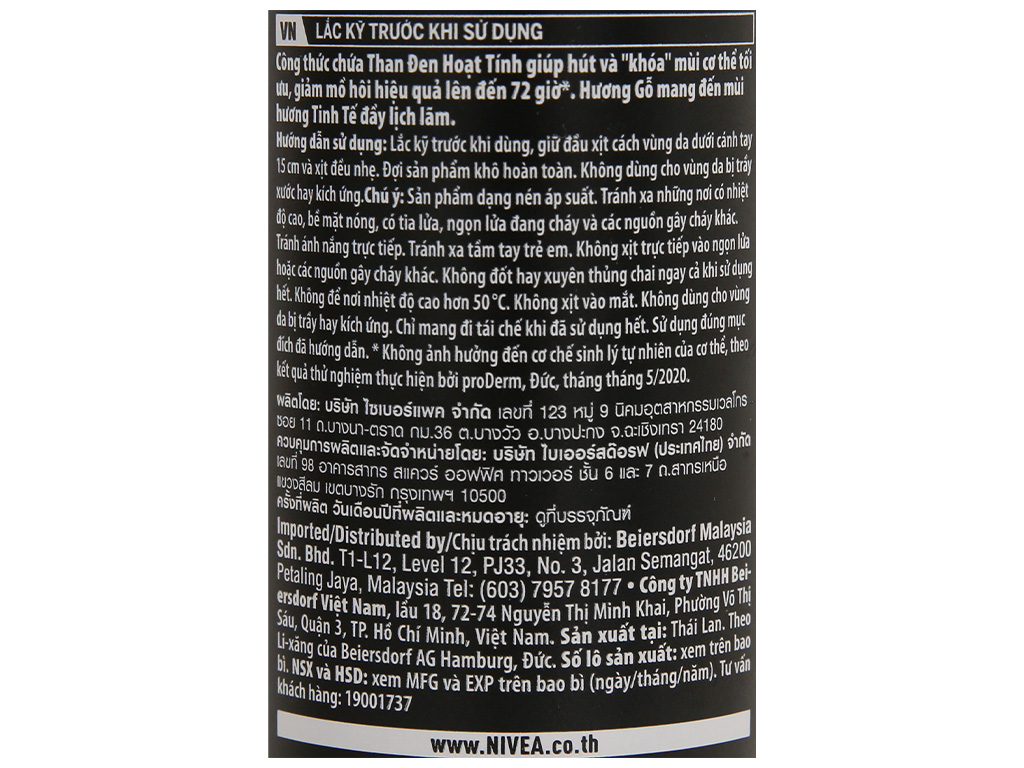 VN LẮC KỸ TRƯỚC KHI SỬ DỤNG
Công thức chứa Than Đen Hoạt Tính giúp hút và "khóa" mùi cơ thể tối
ưu, giảm mồ hôi hiệu quả lên đến 72 giờ*. Hương Gỗ mang đến mùi
hương Tinh Tế đầy lịch lãm.
Hướng dẫn sử dụng: Lắc kỹ trước khi dùng, giữ đầu xịt cách vùng da dưới cánh tay
15 cm và xịt đều nhẹ. Đợi sản phẩm khô hoàn toàn. Không dùng cho vùng da bị trầy
xước hay kích ứng.Chú ý: Sản phẩm dạng nén áp suất. Tránh xa những nơi có nhiệt
độ cao, bề mặt nóng, có tia lửa, ngọn lửa đang cháy và các nguồn gây cháy khác.
Tránh ánh nắng trực tiếp. Tránh xa tầm tay trẻ em. Không xịt trực tiếp vào ngọn lửa
hoặc các nguồn gây cháy khác. Không đốt hay xuyên thủng chai ngay cả khi sử dụng
hết. Không để nơi nhiệt độ cao hơn 50 °C. Không xịt vào mắt. Không dùng cho vùng
da bị trầy hay kích ứng. Chỉ mang đi tái chế khi đã sử dụng hết. Sử dụng đúng mục
đích đã hướng dẫn. * Không ảnh hưởng đến cơ chế sinh lý tự nhiên của cơ thể, theo
kết quả thử nghiệm thực hiện bởi proDerm, Đức, tháng tháng 5/2020.
ผลิตโดย: บริษัท ไซเบอร์แพค จำกัด เลขที่ 123 หมู่ 9 นิคมอุตสาหกรรมเวลโกร
ซอย 11 ถ.บางนา-ตราด กม.36 ต.บางวัว อ.บางปะกง จ.ฉะเชิงเทรา 24180
ควบคุมการผลิตและจัดจำหน่ายโดย: บริษัท ไบเออร์สด๊อรฟ (ประเทศไทย) จำกัด
เลขที่ 98 อาคารสาทร สแควร์ ออฟฟิศ ทาวเวอร์ ชั้น 6 และ 7 ถ.สาทรเหนือ
แขวงสีลม เขตบางรัก กรุงเทพฯ 10500
ครั้งที่ผลิต วันเดือนปีที่ผลิตและหมดอายุ: ดูที่บรรจุภัณฑ์
Imported/Distributed by/Chịu trách nhiệm bởi: Beiersdorf Malaysia
Sdn. Bhd. T1-L12, Level 12, PJ33, No. 3, Jalan Semangat, 46200
Petaling Jaya, Malaysia Tel: (603) 7957 8177 • Công ty TNHH Bei-
ersdorf Việt Nam, lầu 18, 72-74 Nguyễn Thị Minh Khai, Phường Võ Thị
Sáu, Quận 3, TP. Hồ Chí Minh, Việt Nam. Sản xuất tại: Thái Lan. Theo
Li-xăng của Beiersdorf AG Hamburg, Đức. Số lô sản xuất: xem trên bao
bì. NSX và HSD: xem MFG và EXP trên bao bì (ngày/tháng/năm). Tư vấn
khách hàng: 19001737
www.NIVEA.co.th